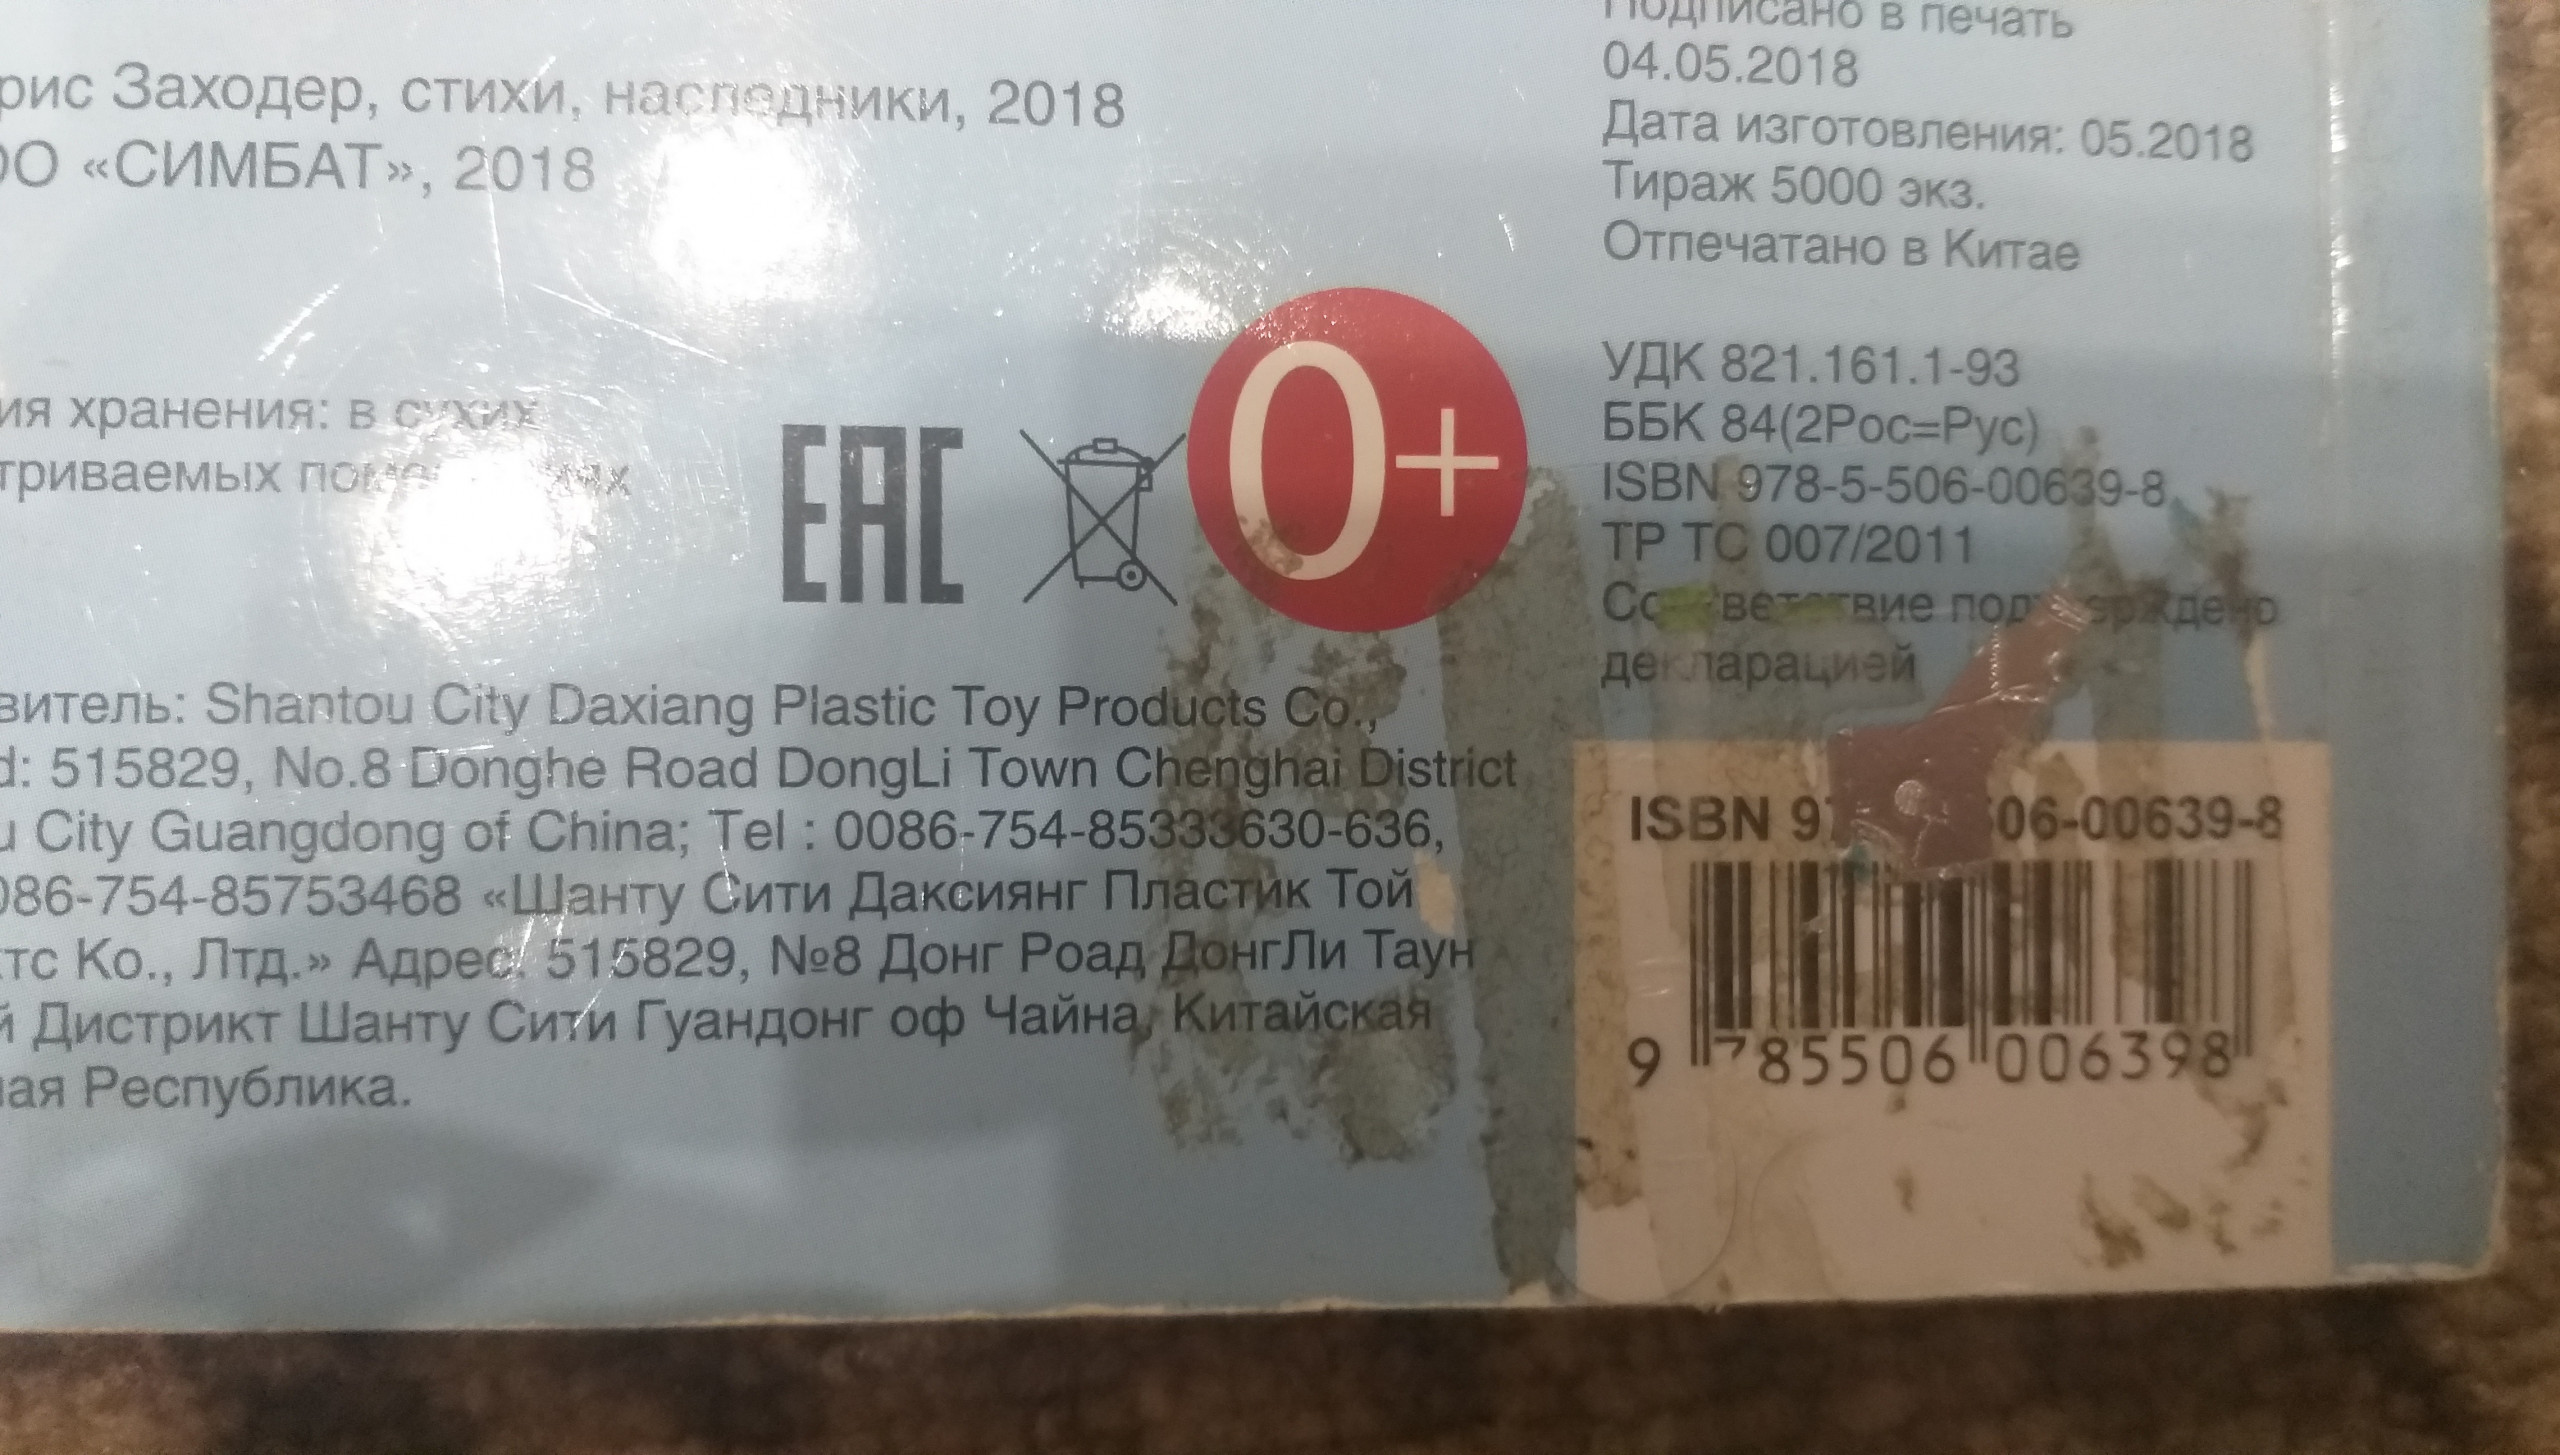 рис Заходер, стихи, наследники, 2018
ОО «СИМБАТ», 2018
ия хранения: в сухих
триваемых помещениях
EAC
0+
витель: Shantou City Daxiang Plastic Toy Products Co.,
d: 515829, No.8 Donghe Road DongLi Town Chenghai District
u City Guangdong of China; Tel : 0086-754-85333630-636,
086-754-85753468 «Шанту Сити Даксиянг Пластик Той
тс Ко., Лтд.» Адрес: 515829, №8 Донг Роад ДонгЛи Таун
й Дистрикт Шанту Сити Гуандонг оф Чайна, Китайская
ная Республика.
Подписано в печать
04.05.2018
Дата изготовления: 05.2018
Тираж 5000 экз.
Отпечатано в Китае
УДК 821.161.1-93
ББК 84(2Рос=Рус)
ISBN 978-5-506-00639-8
ТР ТС 007/2011
Соответствие подтверждено
декларацией
ISBN 9 06-00639-8
9 785506 006398